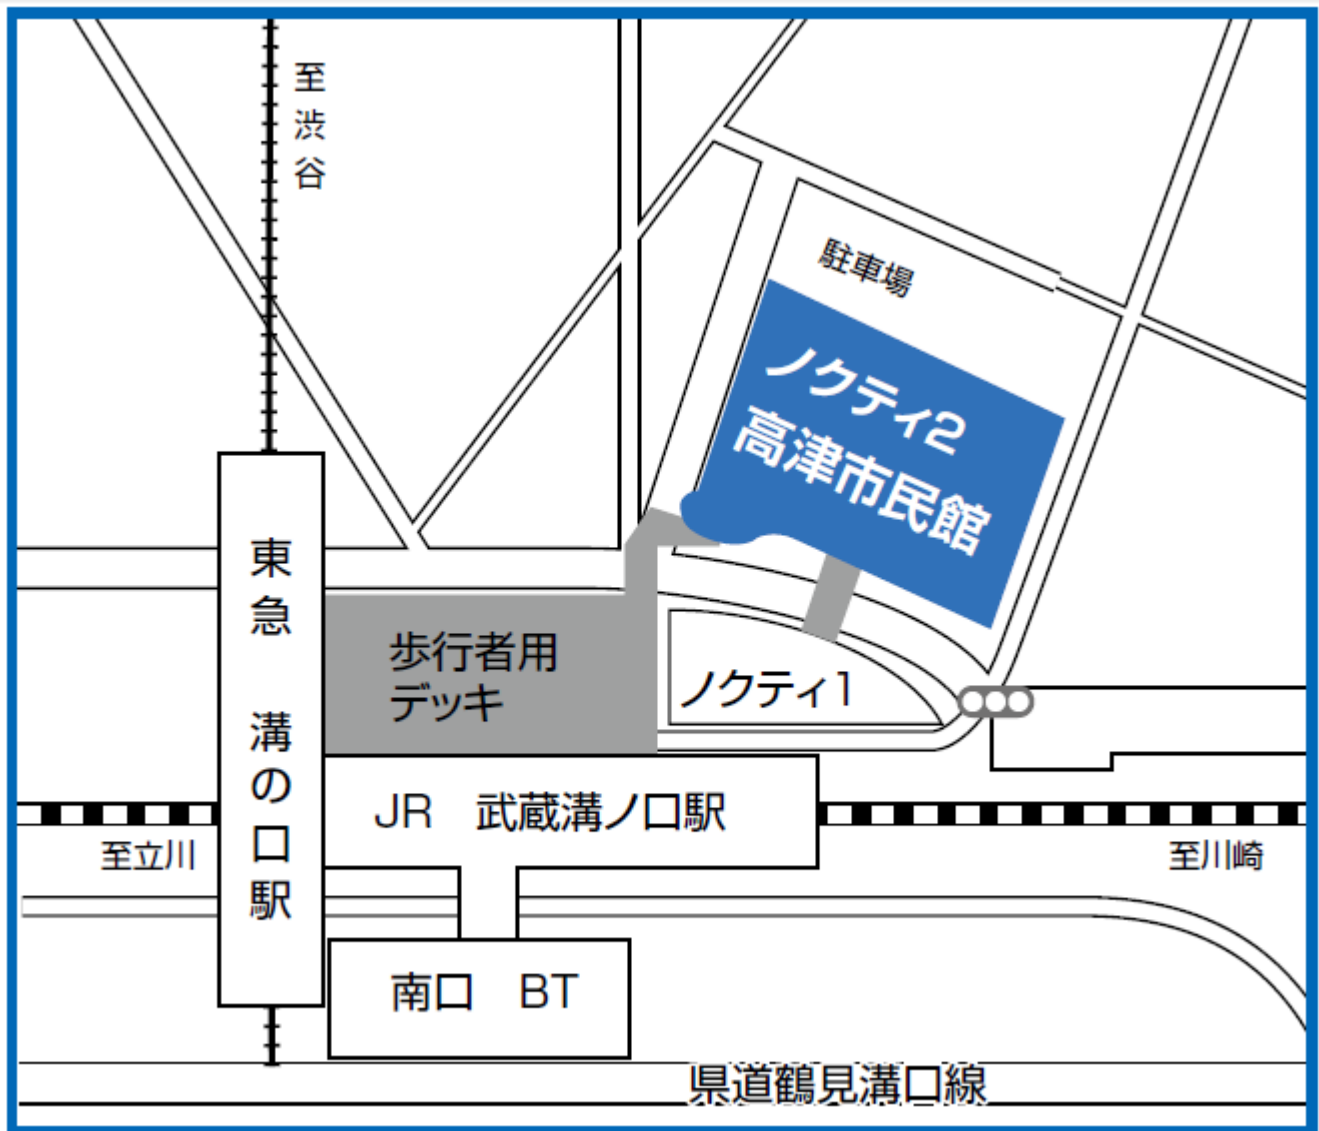 至渋谷
駐車場
ノクティ2
高津市民館
東急 溝の口駅
歩行者用
デッキ
ノクティ1
JR 武蔵溝ノ口駅
至立川
至川崎
南口 BT
県道鶴見溝口線